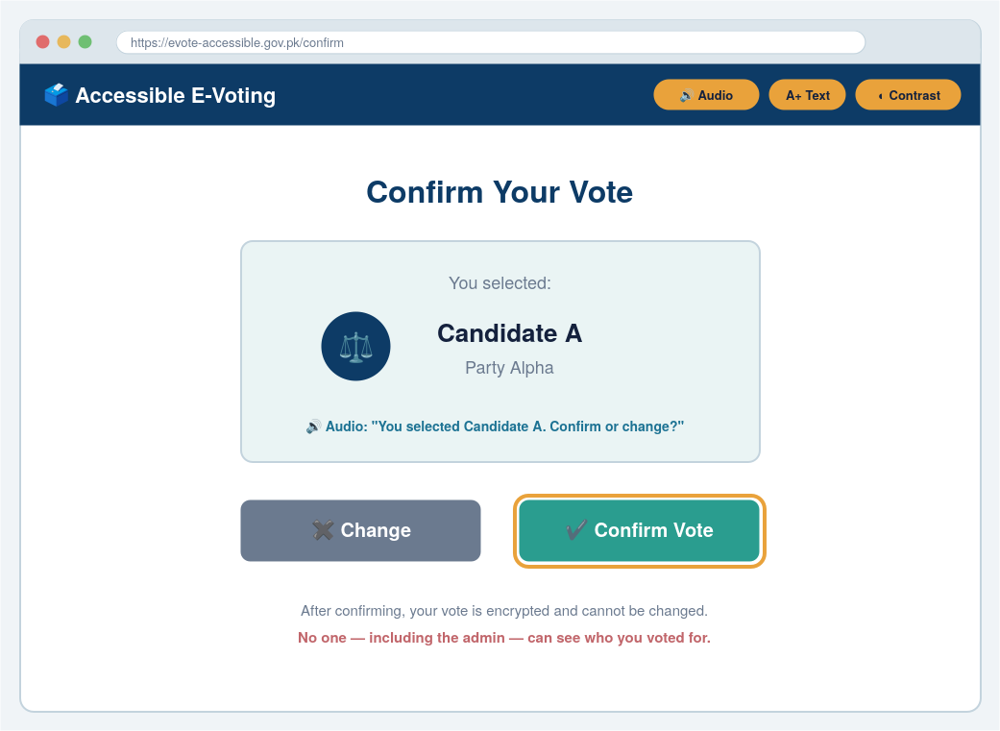 https://evote-accessible.gov.pk/confirm
🗳️ Accessible E-Voting
🔊 Audio
A+ Text
Contrast
Confirm Your Vote
You selected:
Candidate A
Party Alpha
🔊 Audio: "You selected Candidate A. Confirm or change?"
✖ Change
✔ Confirm Vote
After confirming, your vote is encrypted and cannot be changed.
No one — including the admin — can see who you voted for.